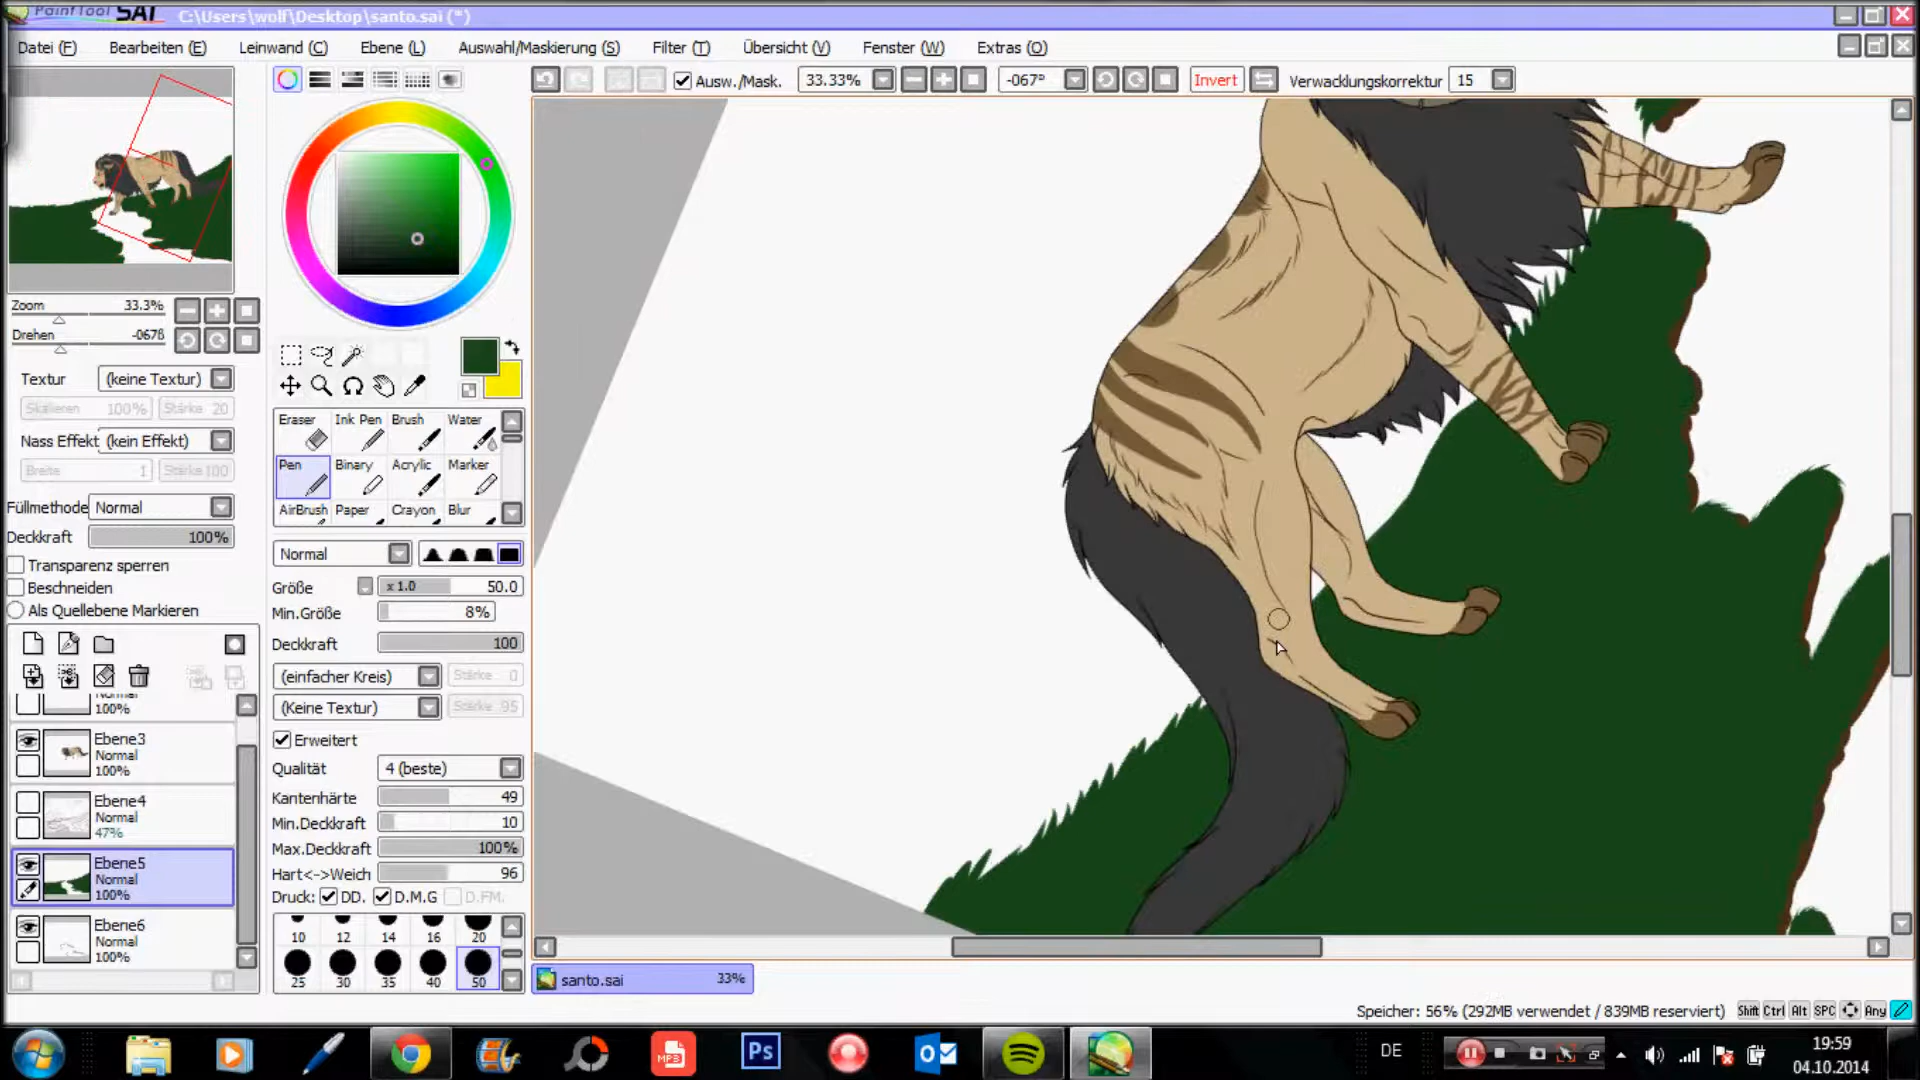 PaintTool SAI C:\Users\wolf\Desktop\santo.sai (*)
Datei (F) Bearbeiten (E) Leinwand (C) Ebene (L) Auswahl/Maskierung (S) Filter (T) Übersicht (V) Fenster (W) Extras (O)
Ausw./Mask. 33.33% -067° Invert Verwacklungskorrektur 15
Zoom 33.3%
Drehen -067ß
Textur (keine Textur)
Skalieren 100% Stärke 20
Nass Effekt (kein Effekt)
Breite 1 Stärke 100
Füllmethode Normal
Deckkraft 100%
Transparenz sperren
Beschneiden
Als Quellebene Markieren
Normal
100%
Ebene3
Normal
100%
Ebene4
Normal
47%
Ebene5
Normal
100%
Ebene6
Normal
100%
Eraser Ink Pen Brush Water
Pen Binary Acrylic Marker
AirBrush Paper Crayon Blur
Normal
Größe x 1.0 50.0
Min.Größe 8%
Deckkraft 100
(einfacher Kreis) Stärke 0
(Keine Textur) Stärke 95
Erweitert
Qualität 4 (beste)
Kantenhärte 49
Min.Deckkraft 10
Max.Deckkraft 100%
Hart<->Weich 96
Druck: DD. D.M.G D.FM.
10 12 14 16 20
25 30 35 40 50
santo.sai 33%
Speicher: 56% (292MB verwendet / 839MB reserviert) Shift Ctrl Alt SPC Any
MP3 Ps DE
19:59
04.10.2014